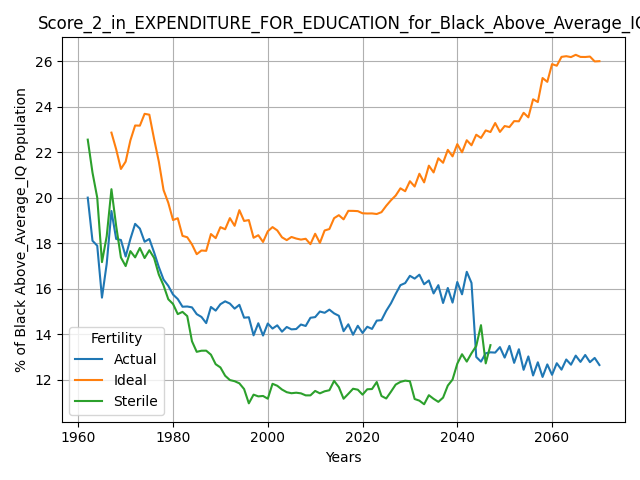 Score_2_in_EXPENDITURE_FOR_EDUCATION_for_Black_Above_Average_IQ
% of Black Above_Average_IQ Population
26
24
22
20
18
16
14
12
Fertility
Actual
Ideal
Sterile
1960
1980
2000
2020
2040
2060
Years